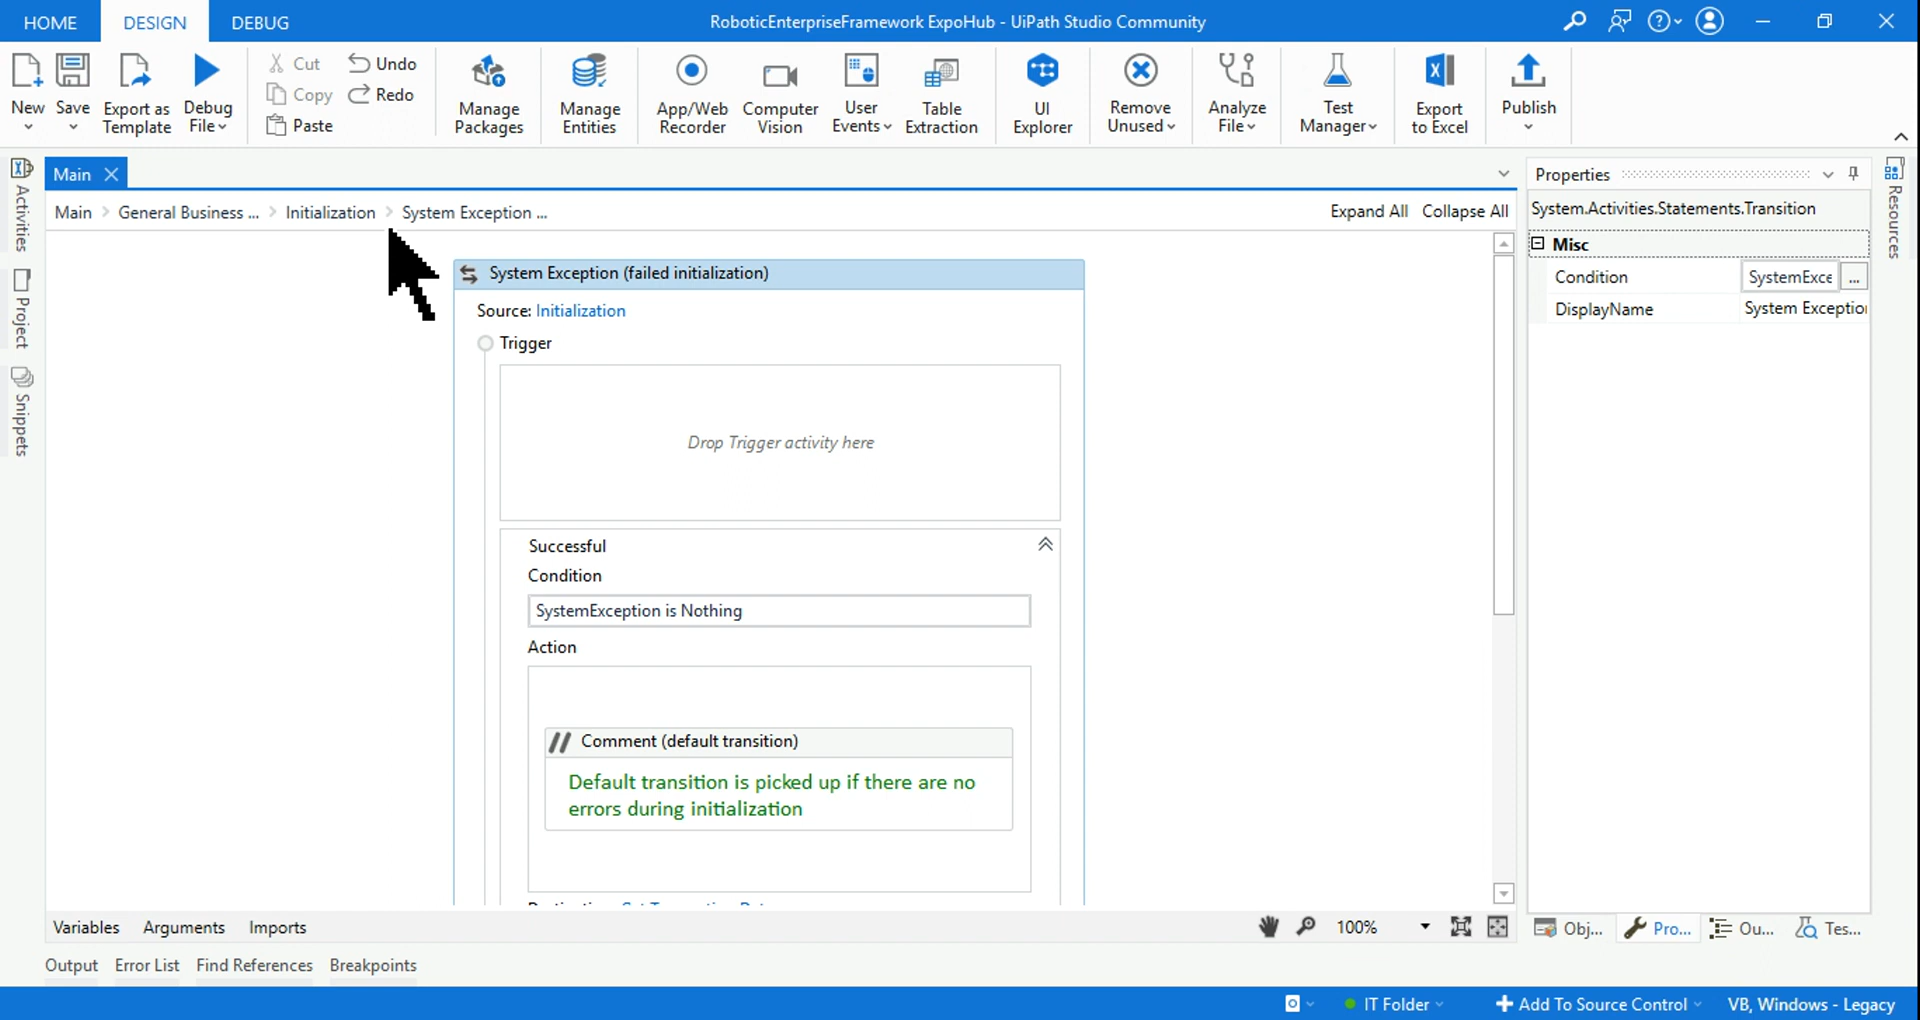 HOME DESIGN DEBUG RoboticEnterpriseFramework ExpoHub - UiPath Studio Community
New Save Export as Template Debug File Cut Copy Paste Undo Redo Manage Packages Manage Entities App/Web Recorder Computer Vision User Events Table Extraction UI Explorer Remove Unused Analyze File Test Manager Export to Excel Publish
Main
Main General Business ... Initialization System Exception ... Expand All Collapse All
Activities
Project
Snippets
System Exception (failed initialization)
Source: Initialization
Trigger
Drop Trigger activity here
Successful
Condition
SystemException is Nothing
Action
// Comment (default transition)
Default transition is picked up if there are no
errors during initialization
Properties
System.Activities.Statements.Transition
Misc
Condition SystemExce ...
DisplayName System Exceptio
Resources
Variables Arguments Imports 100% Obj... Pro... Ou... Tes...
Output Error List Find References Breakpoints
IT Folder Add To Source Control VB, Windows - Legacy